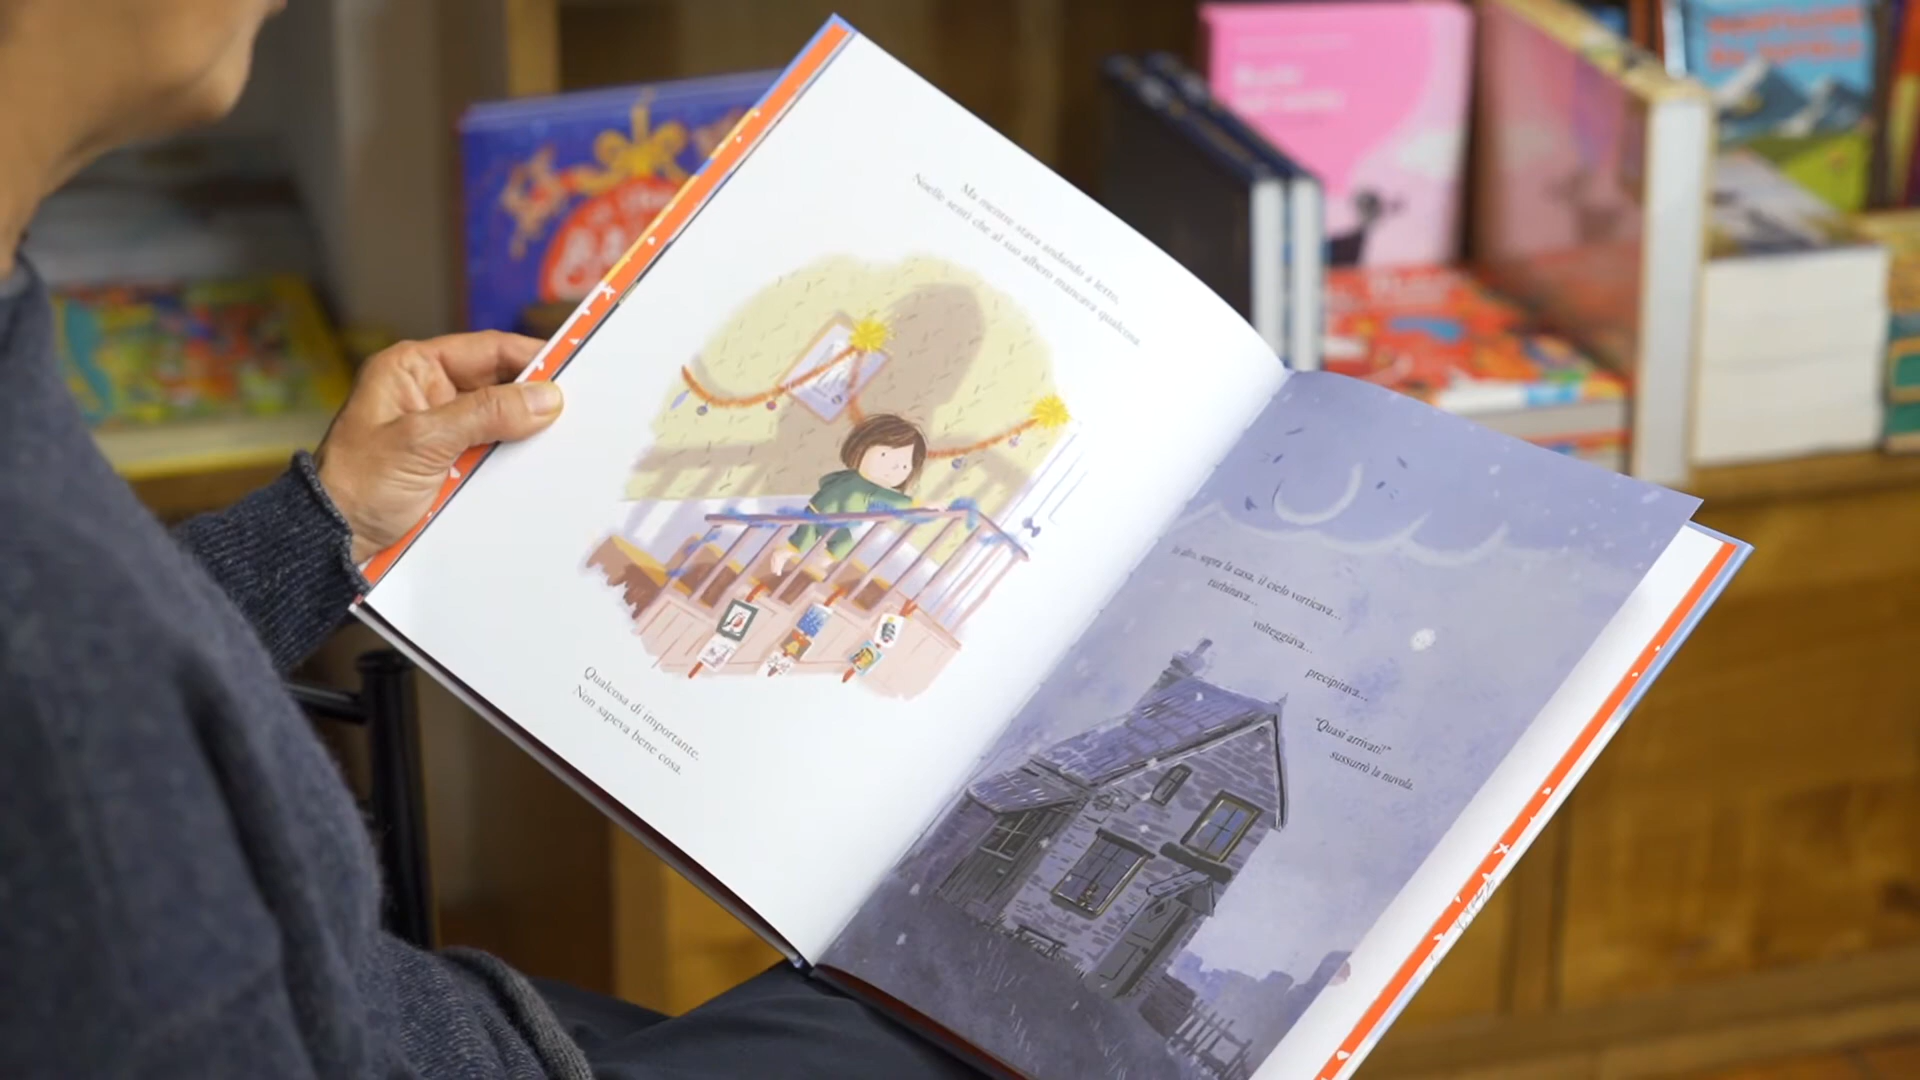 Ma mentre stava andando a letto,
Noelle sentì che al suo albero mancava qualcosa.
Qualcosa di importante.
Non sapeva bene cosa.
In alto, sopra la casa, il cielo vorticava...
turbinava...
volteggiava...
precipitava...
“Quasi arrivati!”
sussurrò la nuvola.